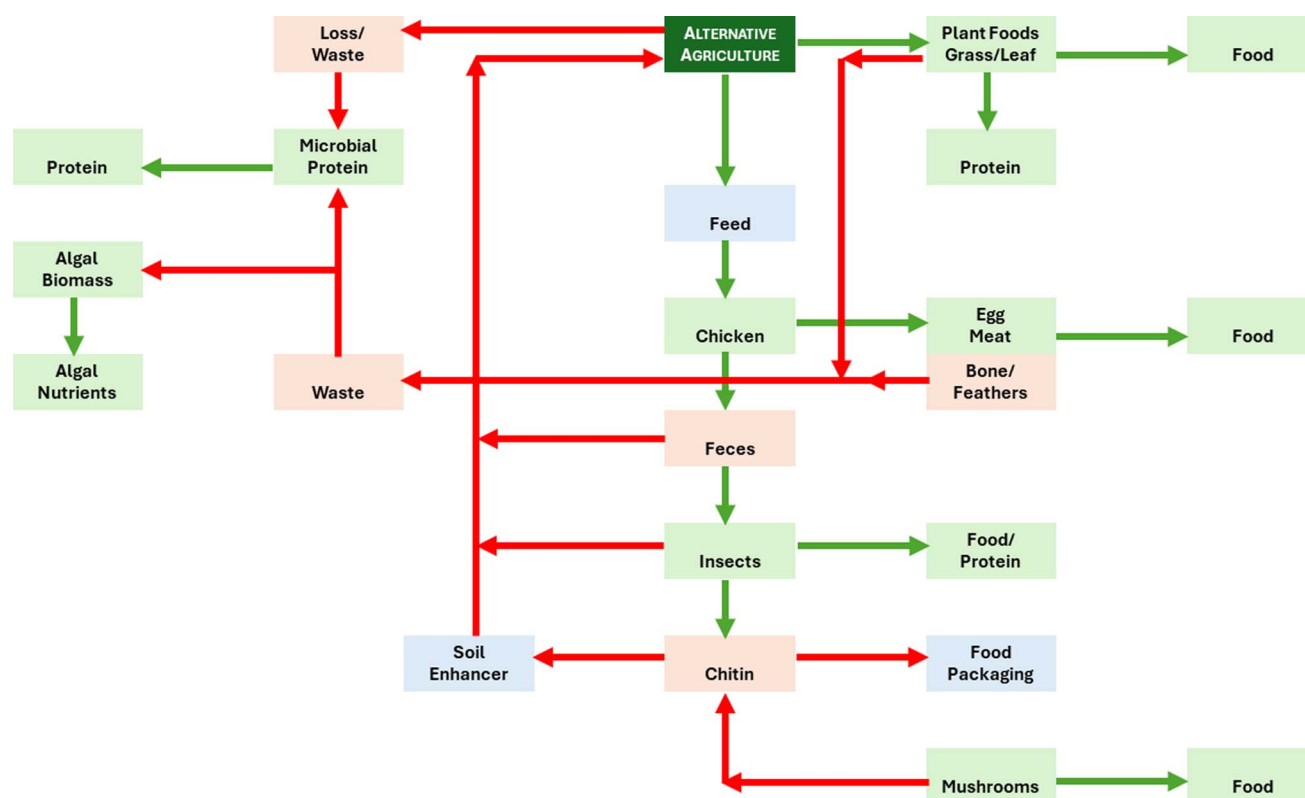 Loss/
Waste
ALTERNATIVE
AGRICULTURE
Plant Foods
Grass/Leaf
Food
Protein
Microbial
Protein
Protein
Feed
Algal
Biomass
Chicken
Egg
Meat
Food
Algal
Nutrients
Waste
Bone/
Feathers
Feces
Insects
Food/
Protein
Soil
Enhancer
Chitin
Food
Packaging
Mushrooms
Food